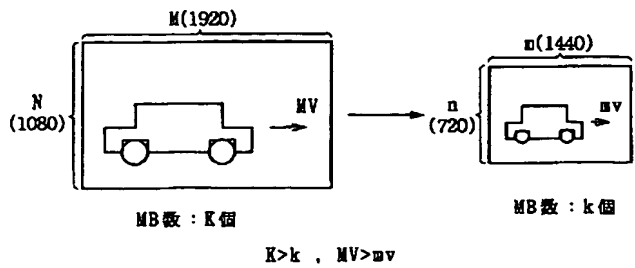 M(1920)
N
(1080)
MV
MB数：K個
m(1440)
n
(720)
mv
MB数：k個
K>k , MV>mv